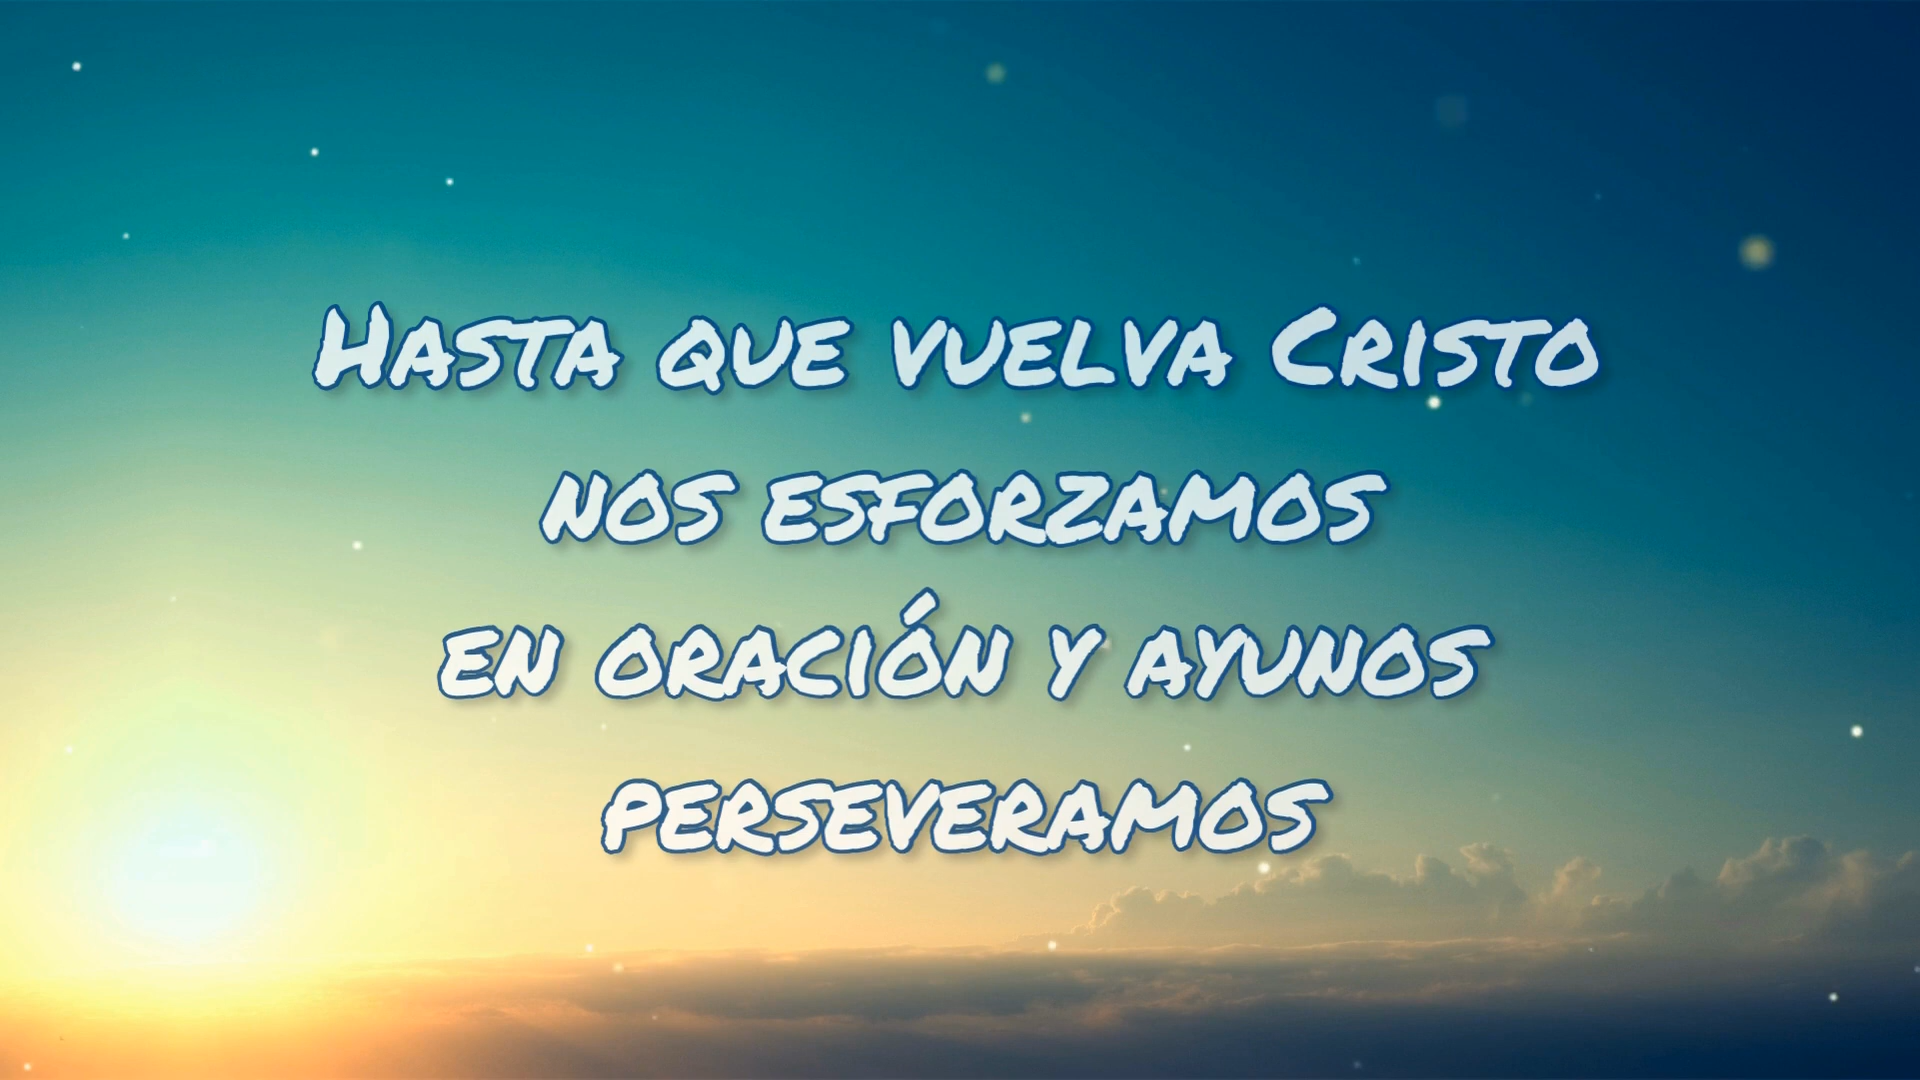 Hasta que vuelva Cristo
nos esforzamos
en oración y ayunos
perseveramos